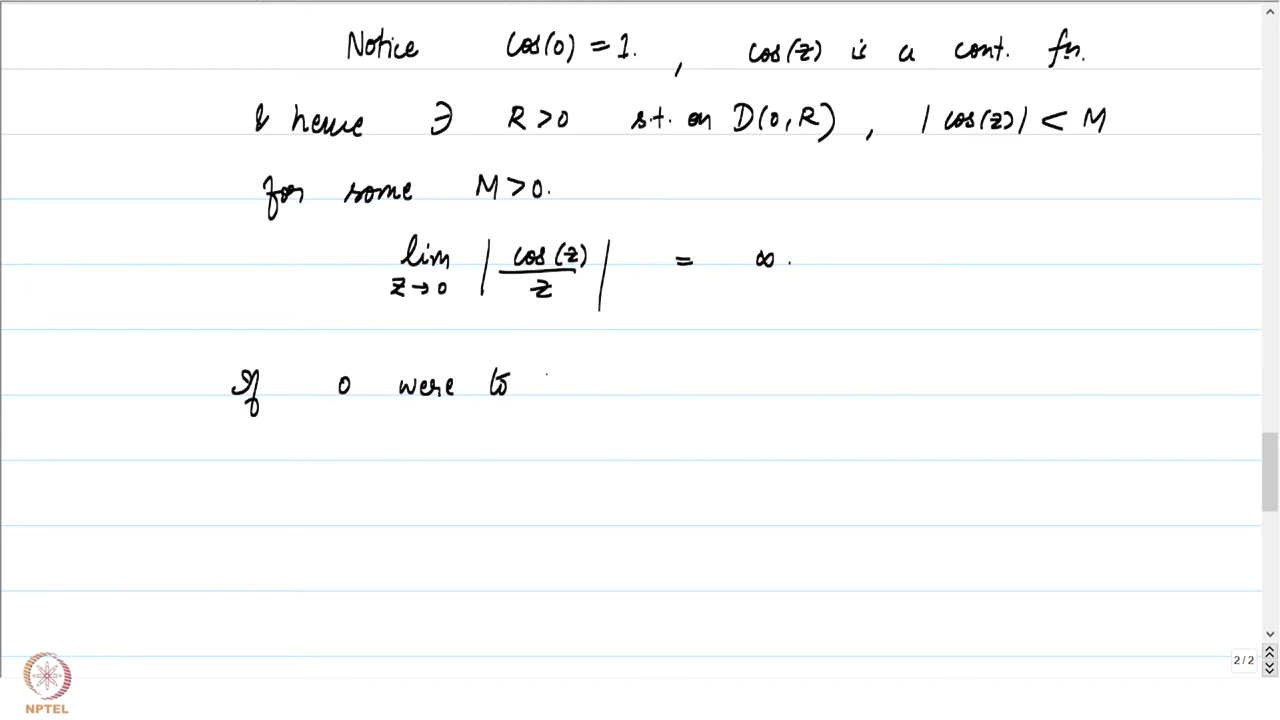 Notice cos(0) = 1. , cos(z) is a cont. fn.
& hence ∃ R > 0 s.t. on D(0, R) , | cos(z) | < M
for some M > 0.
lim z→0 | cos(z) / z | = ∞.
If 0 were to
2 / 2
NPTEL